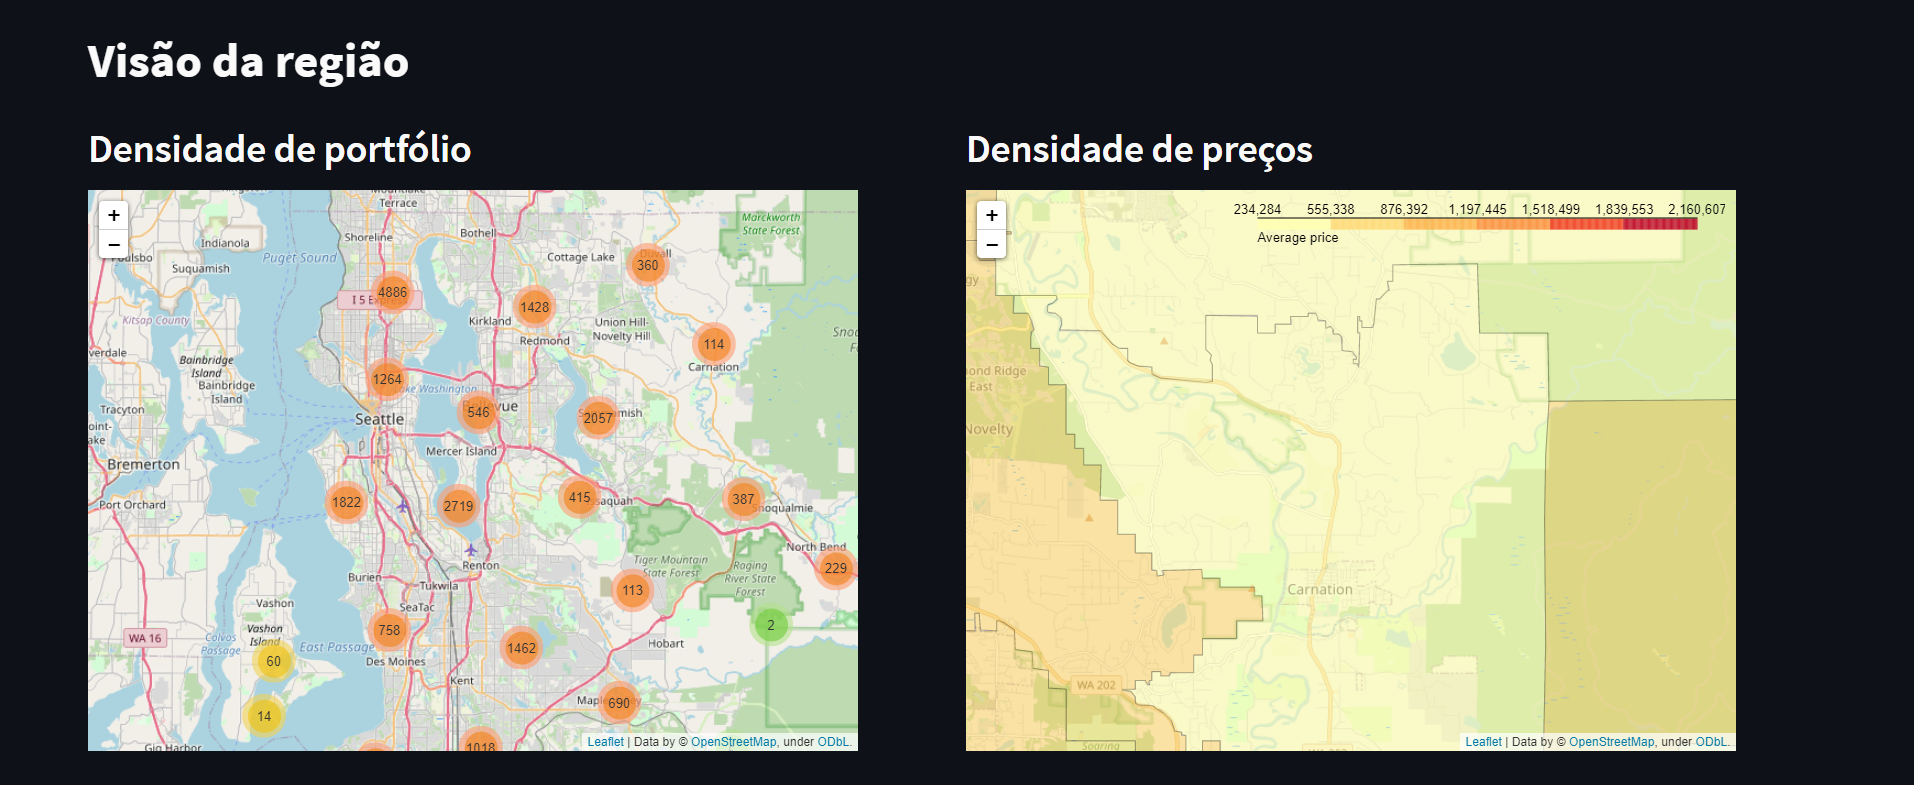 Visão da região
Densidade de portfólio
+
−
Terrace
Shoreline
Bothell
Marckworth
State Forest
Indianola
Puget Sound
Suquamish
Cottage Lake
360
4886
1428
Kitsap County
Kirkland
Union Hill-
Novelty Hill
Redmond
114
Carnation
Bainbridge
Island
Bainbridge
Island
1264
Washington
Seattle
546
2057
Tracyton
Bremerton
Mercer Island
Port Orchard
1822
2719
415
387
North Bend
229
Renton
Tiger Mountain
State Forest
Raging
River State
Forest
Burien
Tukwila
113
SeaTac
Vashon
2
WA 16
Vashon
Island
Colvos
Passage
East Passage
758
1462
Hobart
60
Des Moines
Kent
14
690
1018
Leaflet | Data by © OpenStreetMap, under ODbL.
Densidade de preços
+
−
234,284 555,338 876,392 1,197,445 1,518,499 1,839,553 2,160,607
Average price
East
Novelty
Carnation
WA 202
Leaflet | Data by © OpenStreetMap, under ODbL.